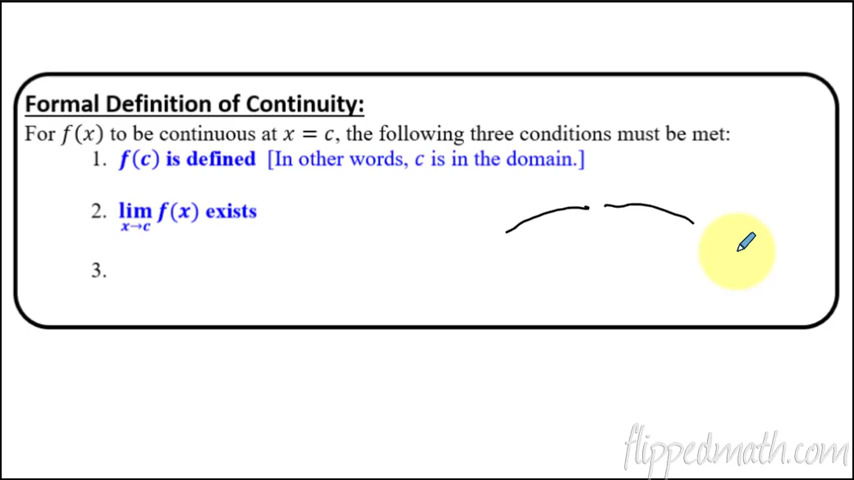 Formal Definition of Continuity:
For f(x) to be continuous at x = c, the following three conditions must be met:
1. f(c) is defined [In other words, c is in the domain.]
2. lim x→c f(x) exists
3.
flippedmath.com